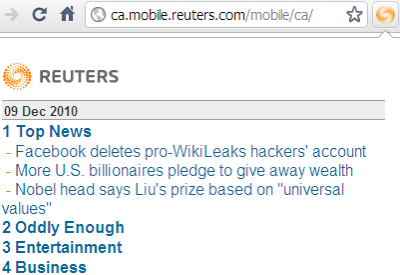 ca.mobile.reuters.com/mobile/ca/
REUTERS
09 Dec 2010
1 Top News
- Facebook deletes pro-WikiLeaks hackers' account
- More U.S. billionaires pledge to give away wealth
- Nobel head says Liu's prize based on "universal
values"
2 Oddly Enough
3 Entertainment
4 Business